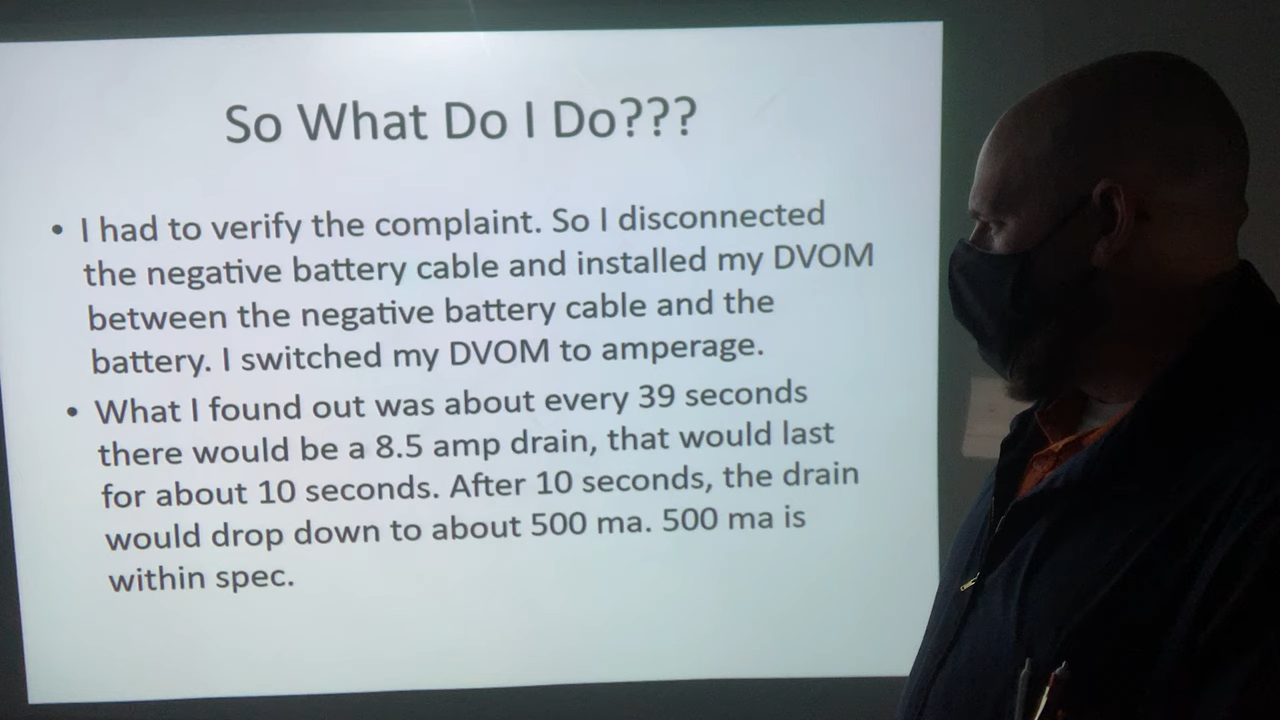 So What Do I Do???
• I had to verify the complaint. So I disconnected
the negative battery cable and installed my DVOM
between the negative battery cable and the
battery. I switched my DVOM to amperage.
• What I found out was about every 39 seconds
there would be a 8.5 amp drain, that would last
for about 10 seconds. After 10 seconds, the drain
would drop down to about 500 ma. 500 ma is
within spec.